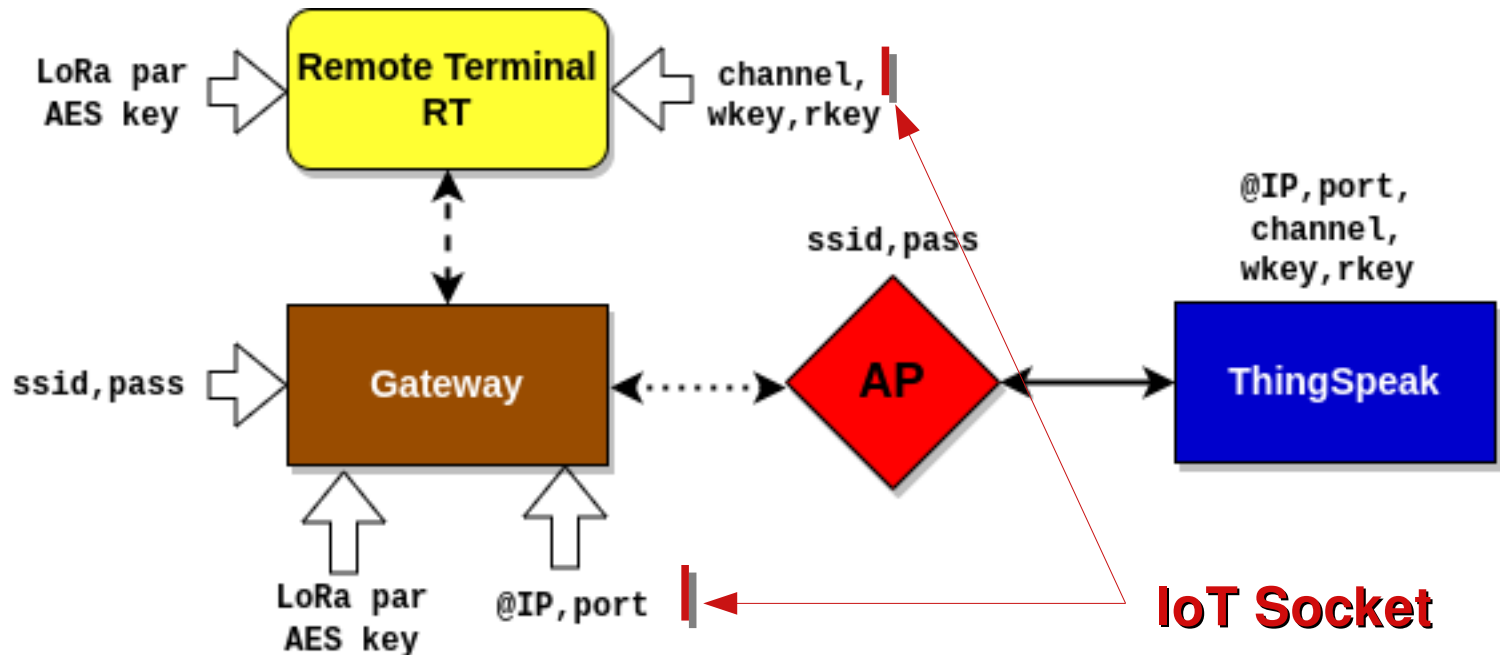 LoRa par
AES key
Remote Terminal
RT
channel,
wkey,rkey
@IP,port,
channel,
wkey,rkey
ssid,pass
ssid,pass
Gateway
AP
ThingSpeak
LoRa par
AES key
@IP,port
IoT Socket